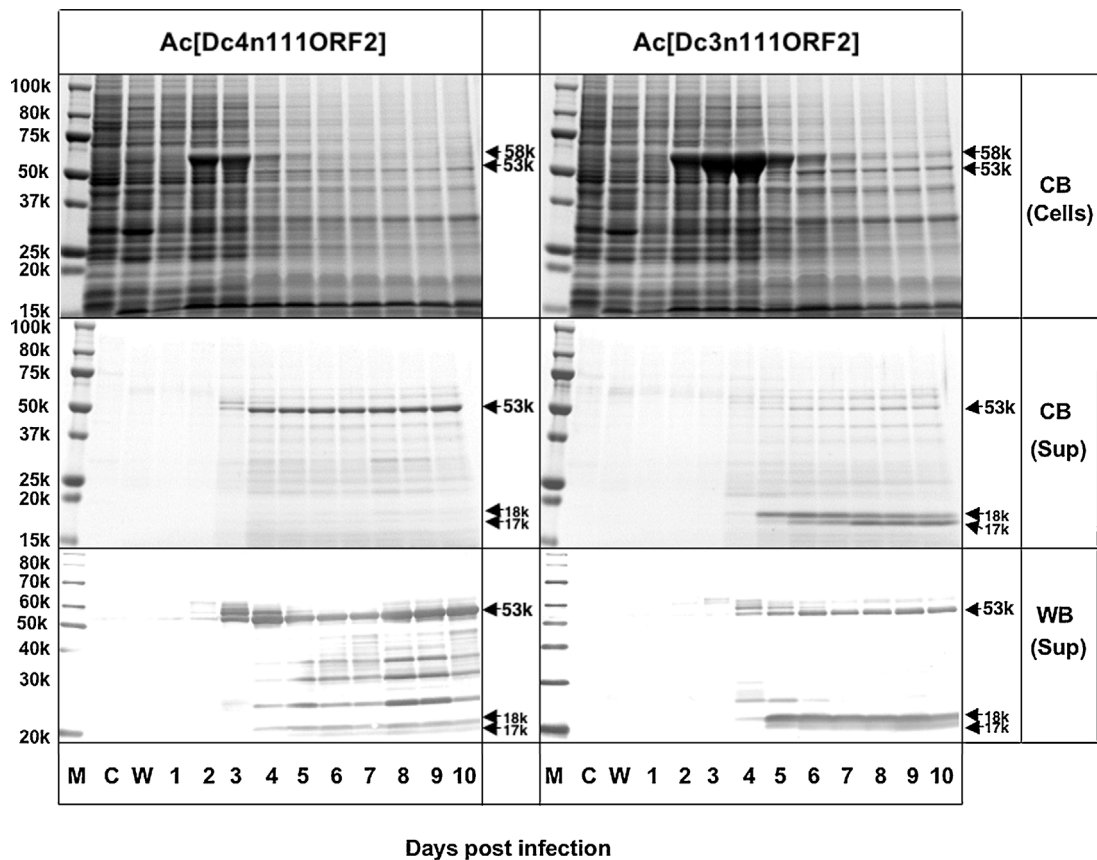 Ac[Dc4n111ORF2] Ac[Dc3n111ORF2]
100k
80k
75k
50k
37k
25k
20k
15k
58k
53k
58k
53k
CB
(Cells)
100k
80k
75k
50k
37k
25k
20k
15k
53k
18k
17k
53k
18k
17k
CB
(Sup)
80k
70k
60k
50k
40k
30k
20k
53k
18k
17k
53k
18k
17k
WB
(Sup)
M C W 1 2 3 4 5 6 7 8 9 10 M C W 1 2 3 4 5 6 7 8 9 10
Days post infection